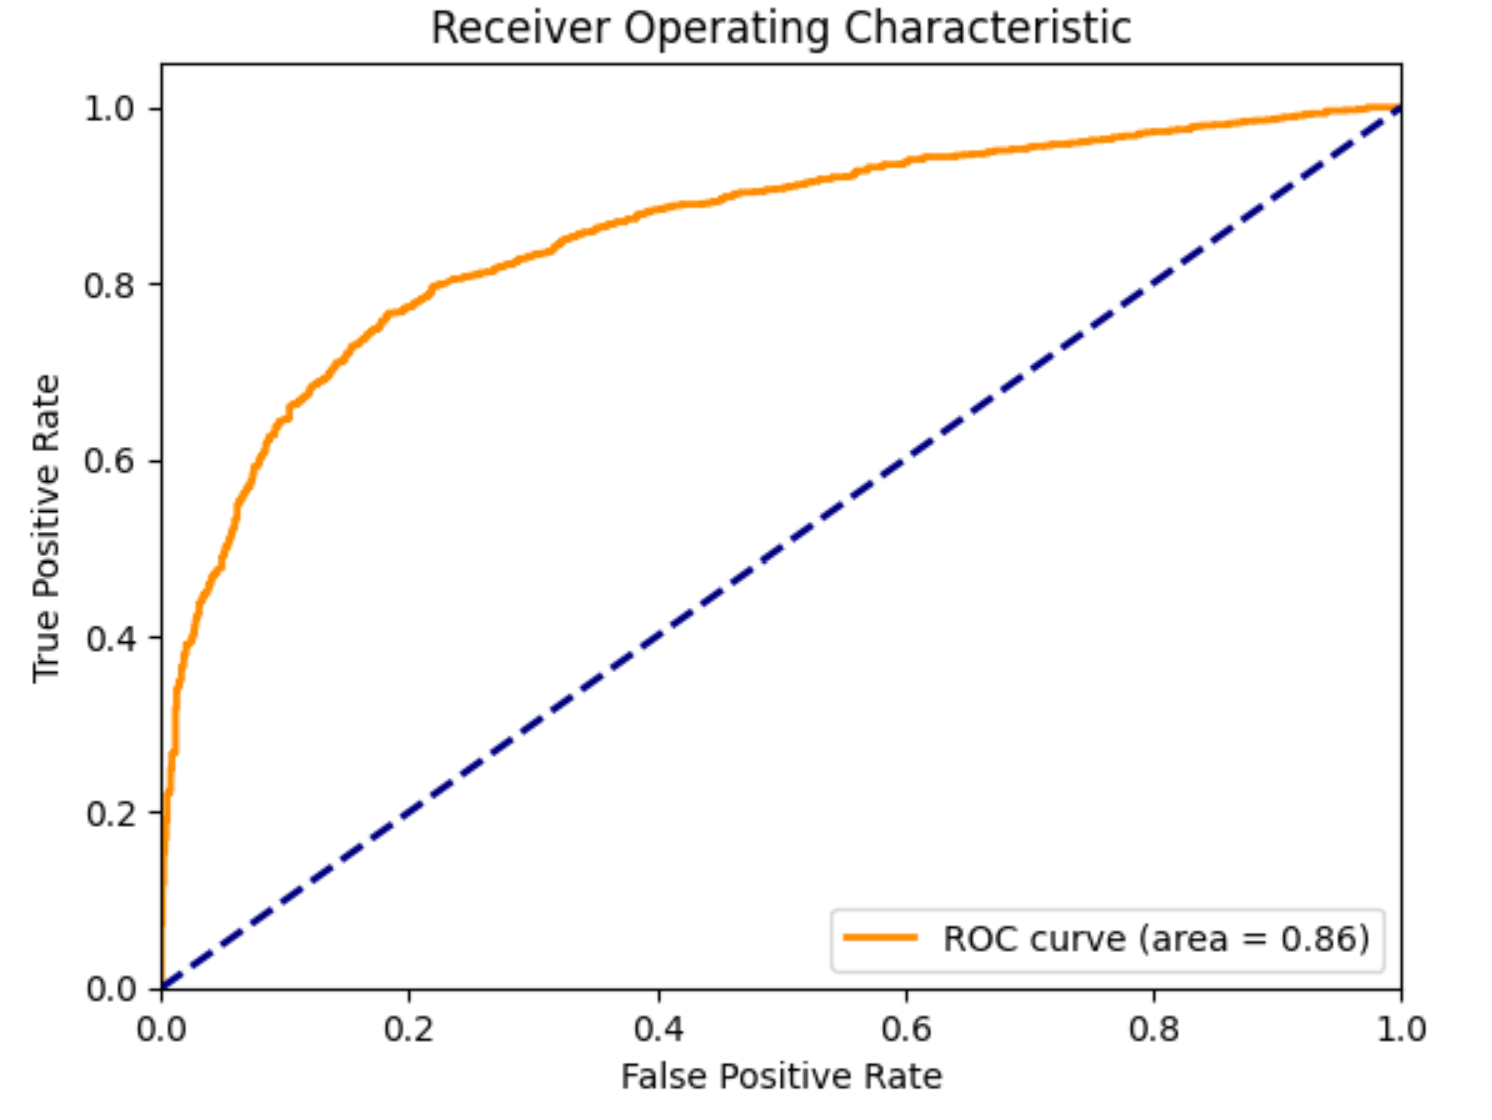 Receiver Operating Characteristic
True Positive Rate
1.0
0.8
0.6
0.4
0.2
0.0
ROC curve (area = 0.86)
0.0 0.2 0.4 0.6 0.8 1.0
False Positive Rate